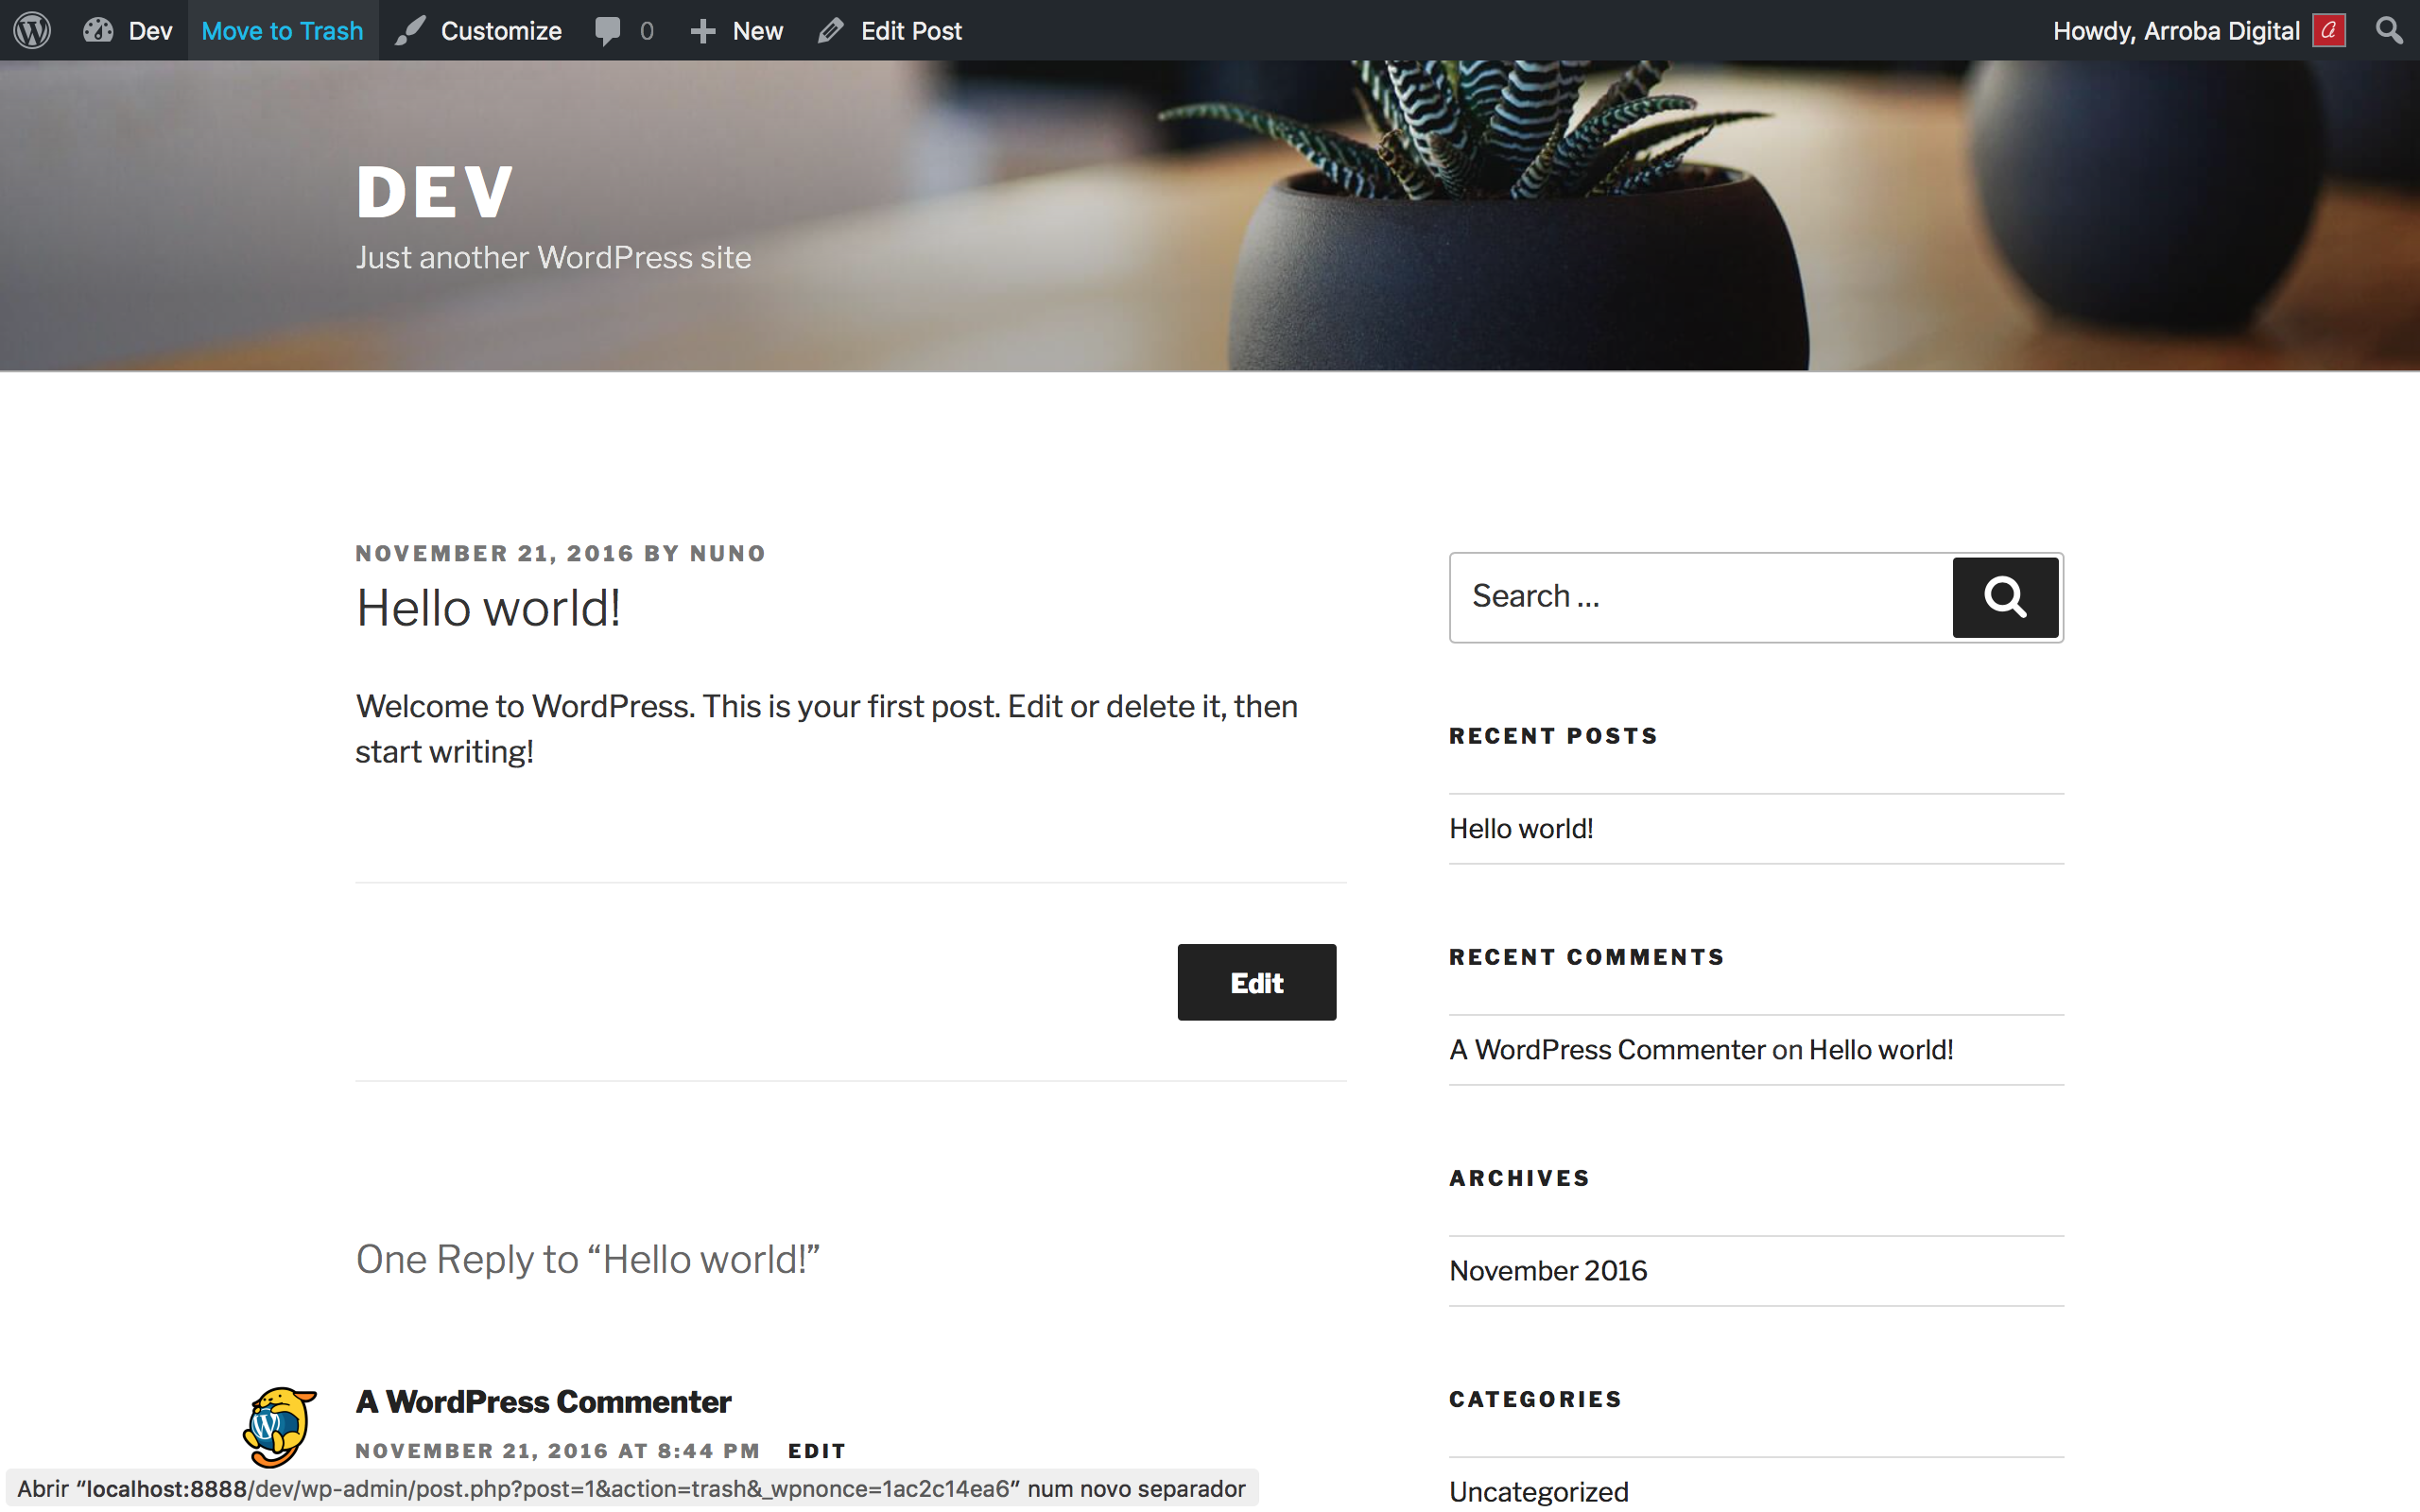 Dev Move to Trash Customize 0 New Edit Post Howdy, Arroba Digital
DEV
Just another WordPress site
NOVEMBER 21, 2016 BY NUNO
Hello world!
Welcome to WordPress. This is your first post. Edit or delete it, then
start writing!
Edit
One Reply to “Hello world!”
A WordPress Commenter
NOVEMBER 21, 2016 AT 8:44 PM EDIT
Search ...
RECENT POSTS
Hello world!
RECENT COMMENTS
A WordPress Commenter on Hello world!
ARCHIVES
November 2016
CATEGORIES
Uncategorized
Abrir “localhost:8888/dev/wp-admin/post.php?post=1&action=trash&_wpnonce=1ac2c14ea6” num novo separador